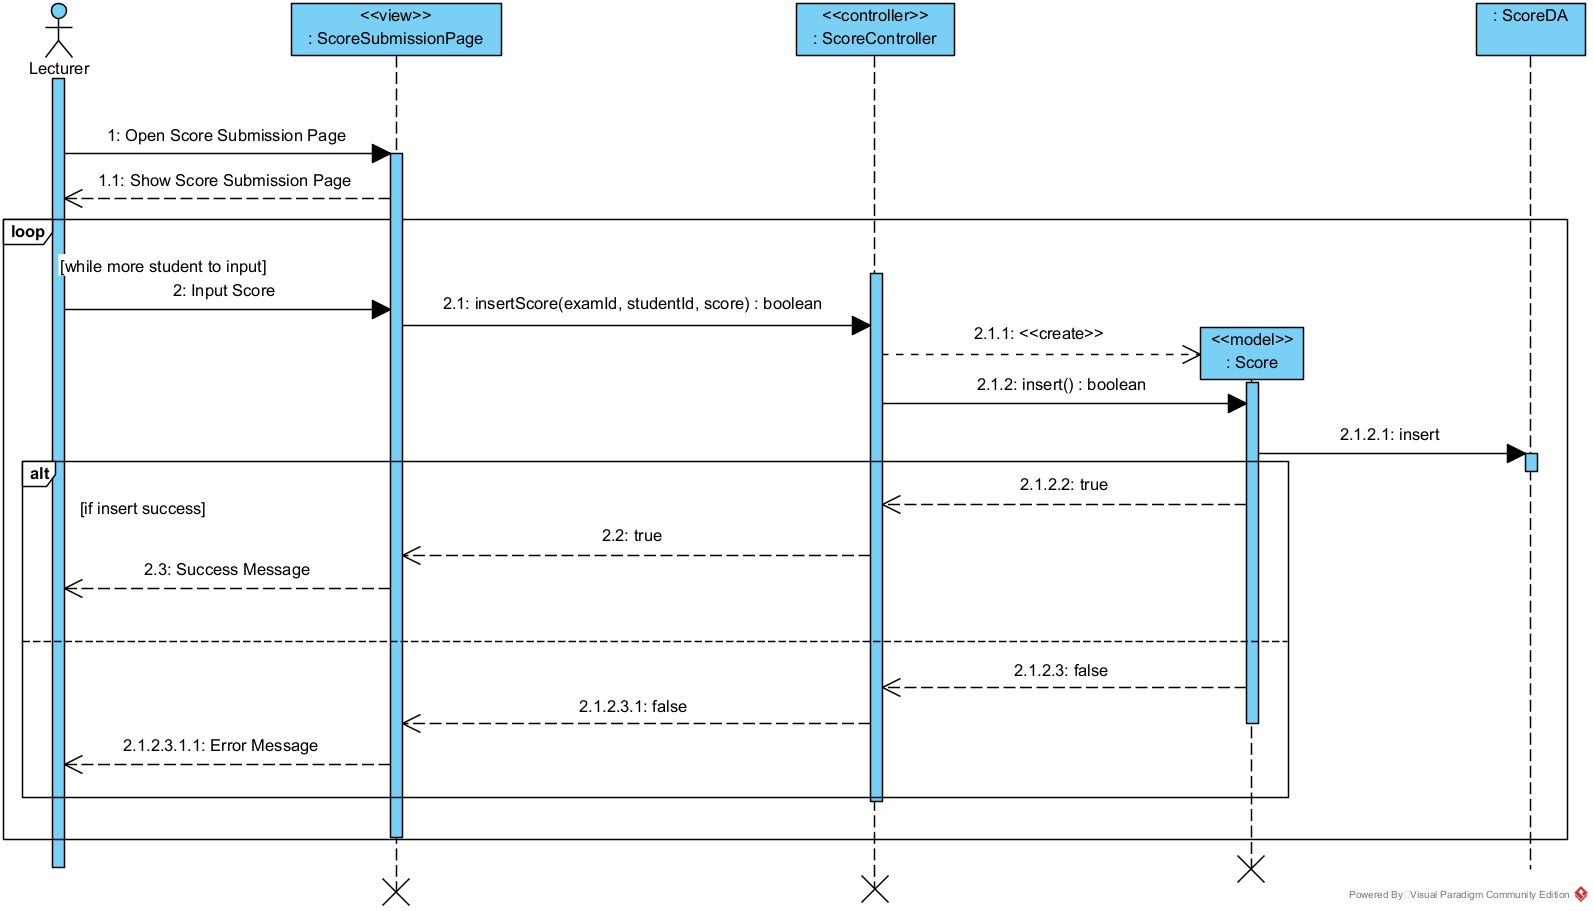 <<view>>
: ScoreSubmissionPage
<<controller>>
: ScoreController
: ScoreDA
Lecturer
1: Open Score Submission Page
1.1: Show Score Submission Page
loop
[while more student to input]
2: Input Score
2.1: insertScore(examId, studentId, score) : boolean
2.1.1: <<create>>
<<model>>
: Score
2.1.2: insert() : boolean
2.1.2.1: insert
alt
[if insert success]
2.1.2.2: true
2.2: true
2.3: Success Message
2.1.2.3: false
2.1.2.3.1: false
2.1.2.3.1.1: Error Message
Powered By Visual Paradigm Community Edition